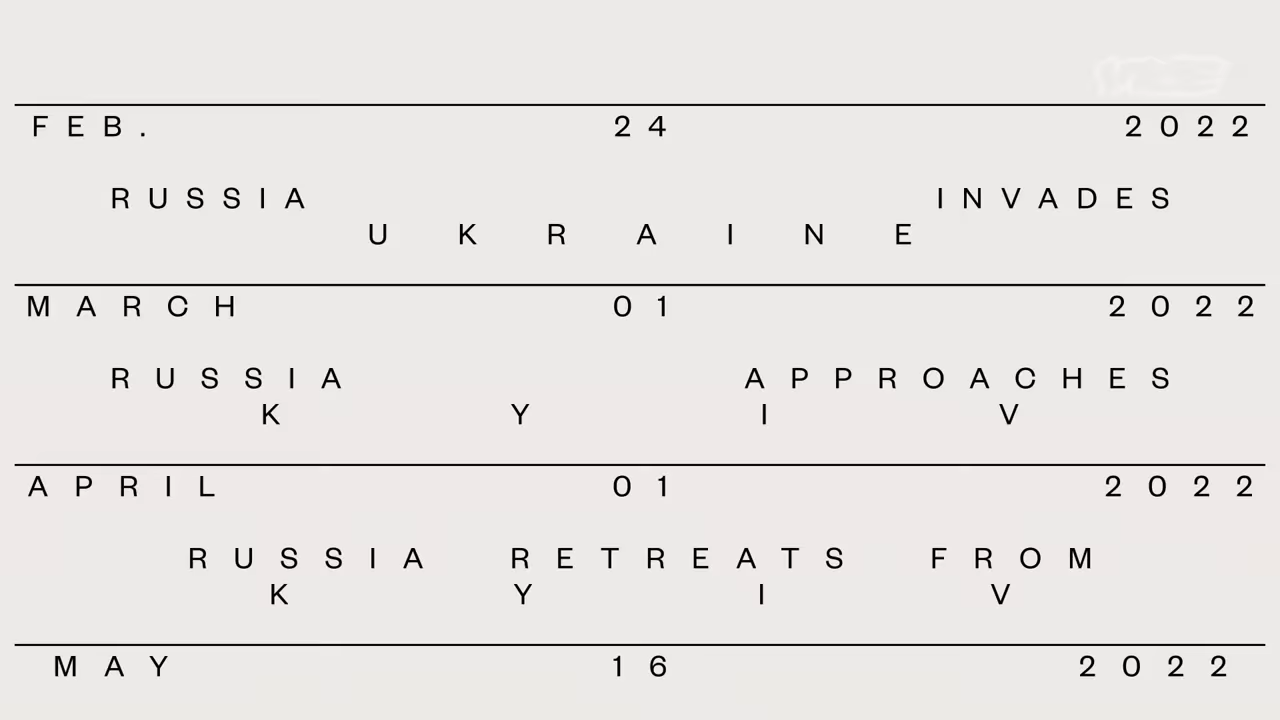 FEB. 24 2022
RUSSIA INVADES
UKRAINE
MARCH 01 2022
RUSSIA APPROACHES
KYIV
APRIL 01 2022
RUSSIA RETREATS FROM
KYIV
MAY 16 2022